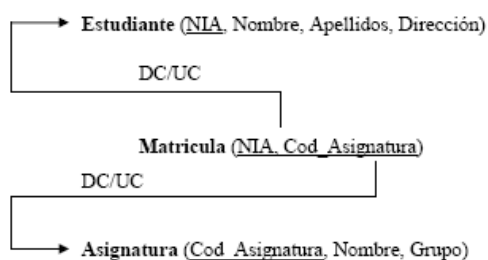 Estudiante (NIA, Nombre, Apellidos, Dirección)
DC/UC
Matricula (NIA, Cod_Asignatura)
DC/UC
Asignatura (Cod_Asignatura, Nombre, Grupo)